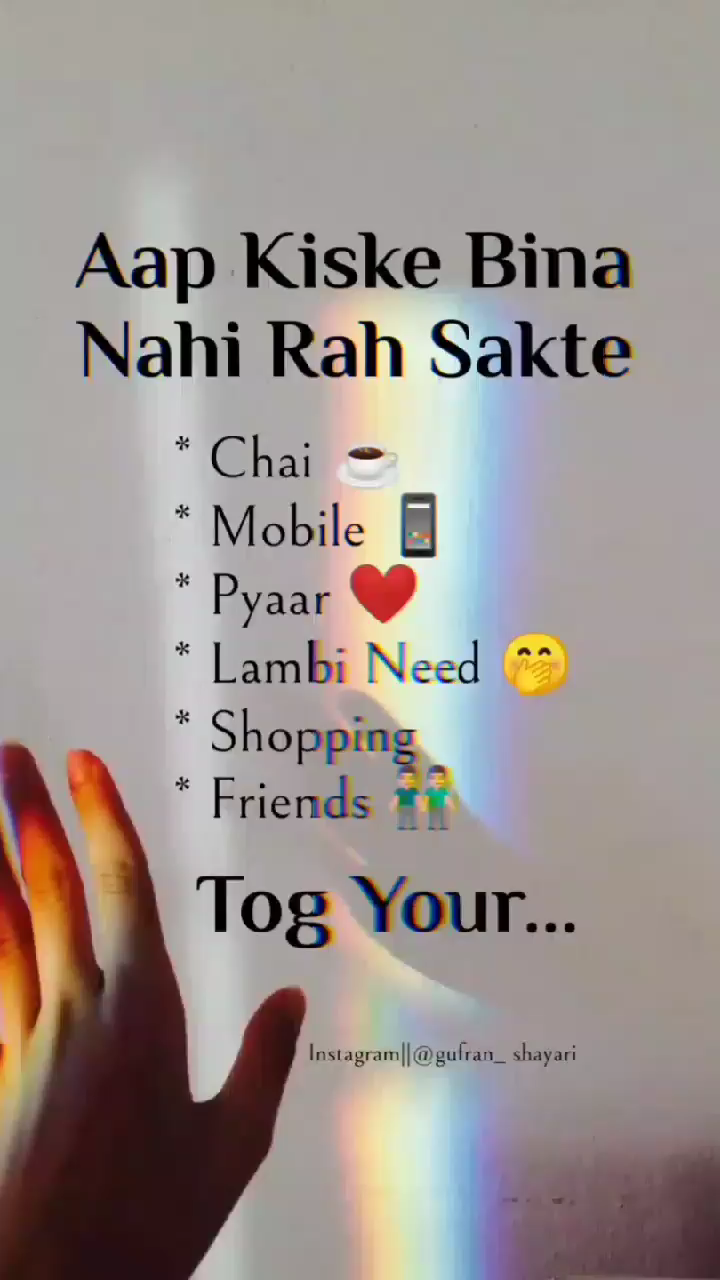 Aap Kiske Bina
Nahi Rah Sakte
* Chai ☕
* Mobile 📱
* Pyaar ❤️
* Lambi Need 🤭
* Shopping
* Friends 👬
Tog Your...
Instagram||@gufran_ shayari